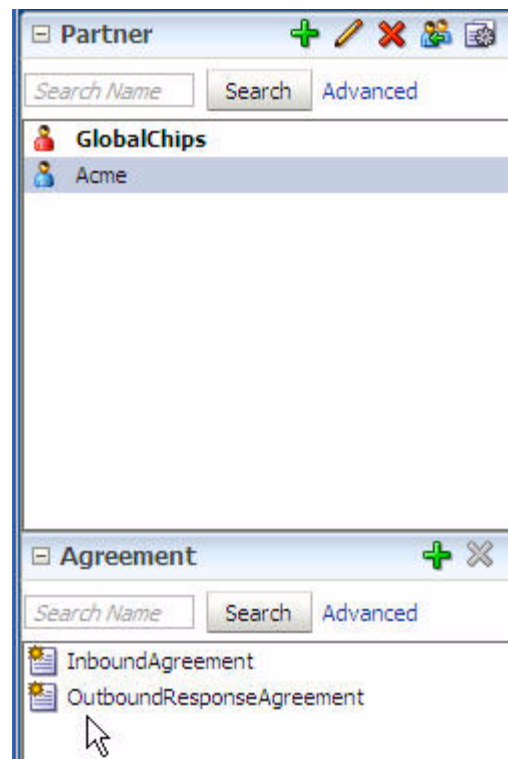 Partner
Search Name Search Advanced
GlobalChips
Acme
Agreement
Search Name Search Advanced
InboundAgreement
OutboundResponseAgreement